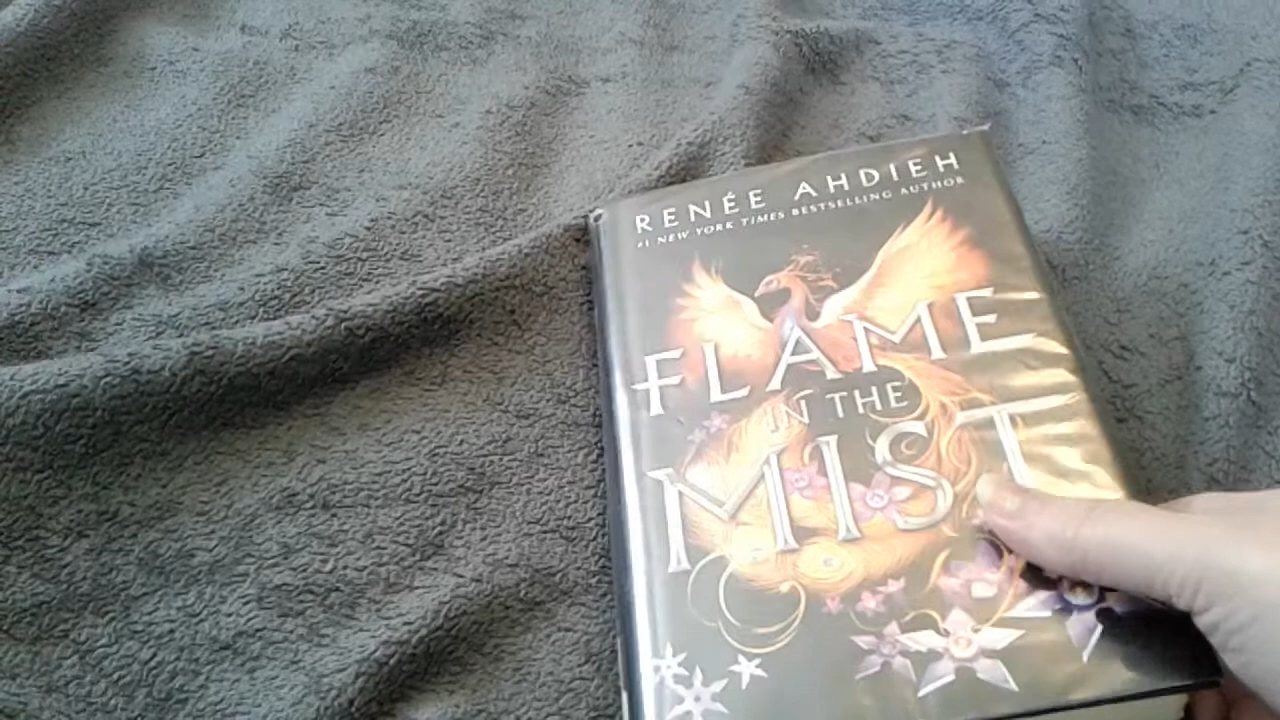 RENÉE AHDIEH
#1 NEW YORK TIMES BESTSELLING AUTHOR
FLAME
IN THE
MIST